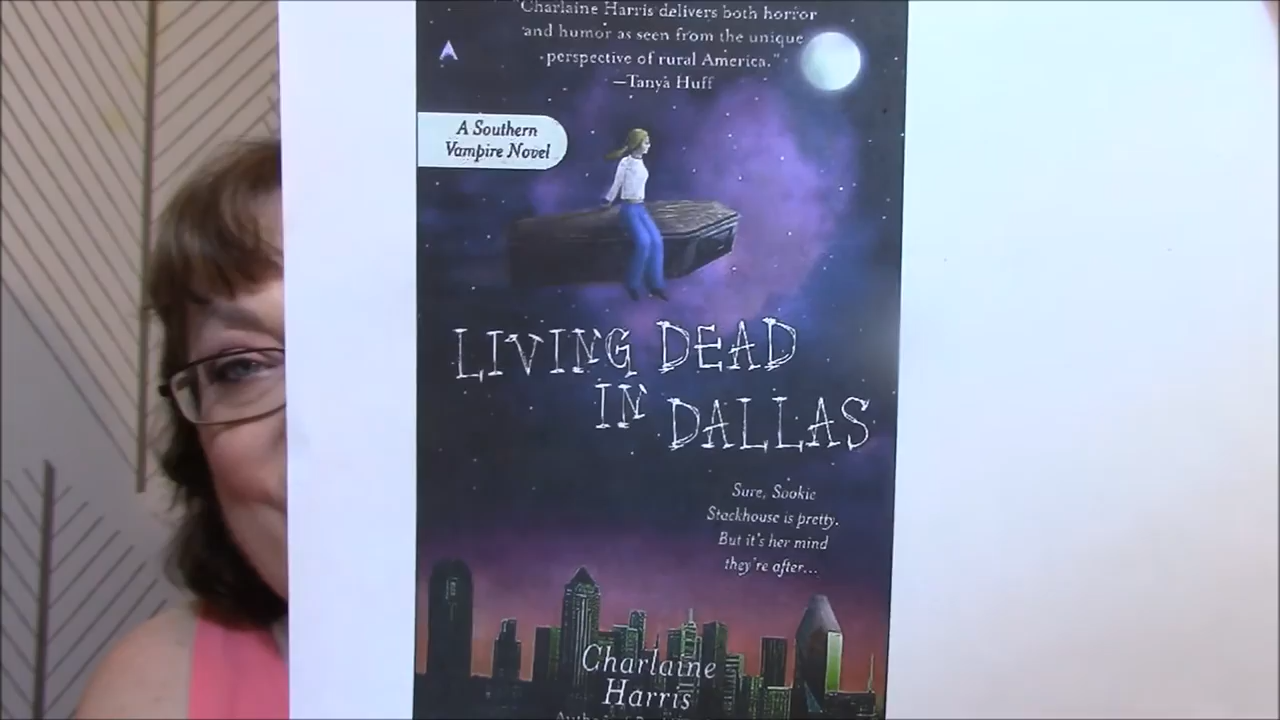 "Charlaine Harris delivers both horror
and humor as seen from the unique
perspective of rural America."
—Tanya Huff
A Southern
Vampire Novel
LIVING DEAD
IN DALLAS
Sure, Sookie
Stackhouse is pretty.
But it's her mind
they're after...
Charlaine
Harris
Author of